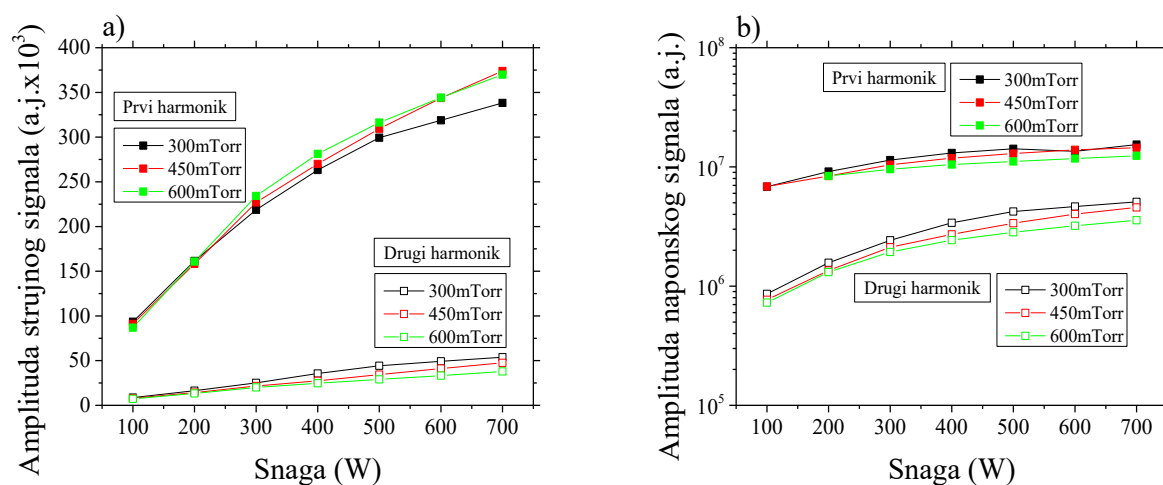 a)
Amplituda strujnog signala (a.j.x10³)
400
350
300
250
200
150
100
50
0
Prvi harmonik
300mTorr
450mTorr
600mTorr
Drugi harmonik
300mTorr
450mTorr
600mTorr
100 200 300 400 500 600 700
Snaga (W)
b)
Amplituda naponskog signala (a.j.)
10⁸
10⁷
10⁶
10⁵
Prvi harmonik
300mTorr
450mTorr
600mTorr
Drugi harmonik
300mTorr
450mTorr
600mTorr
100 200 300 400 500 600 700
Snaga (W)